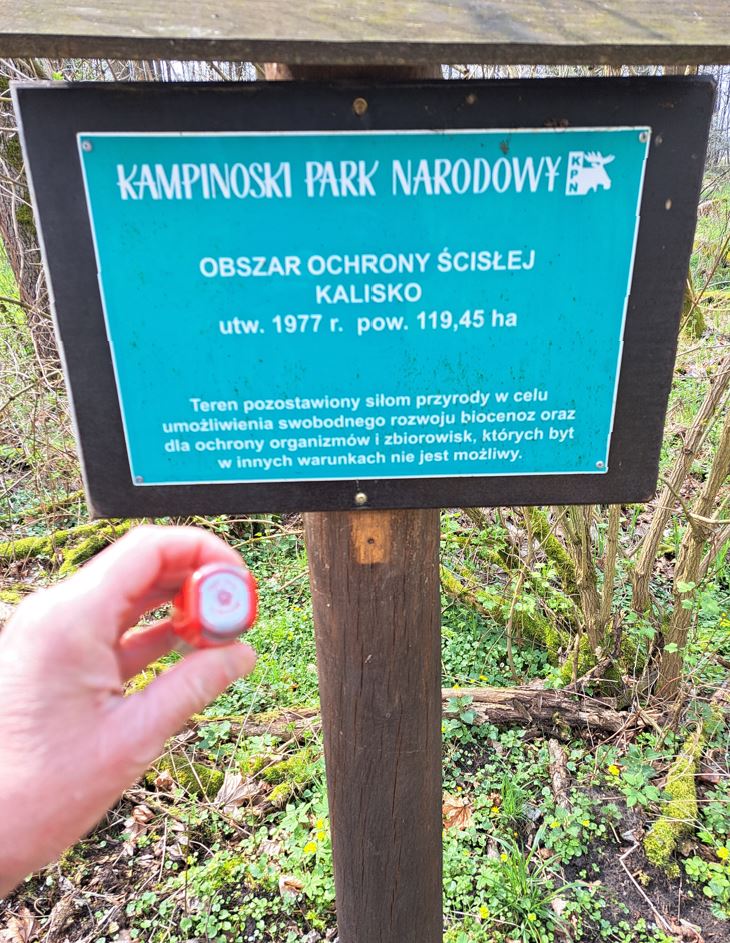 KAMPINOSKI PARK NARODOWY KPN
OBSZAR OCHRONY ŚCISŁEJ
KALISKO
utw. 1977 r. pow. 119,45 ha
Teren pozostawiony siłom przyrody w celu
umożliwienia swobodnego rozwoju biocenoz oraz
dla ochrony organizmów i zbiorowisk, których byt
w innych warunkach nie jest możliwy.